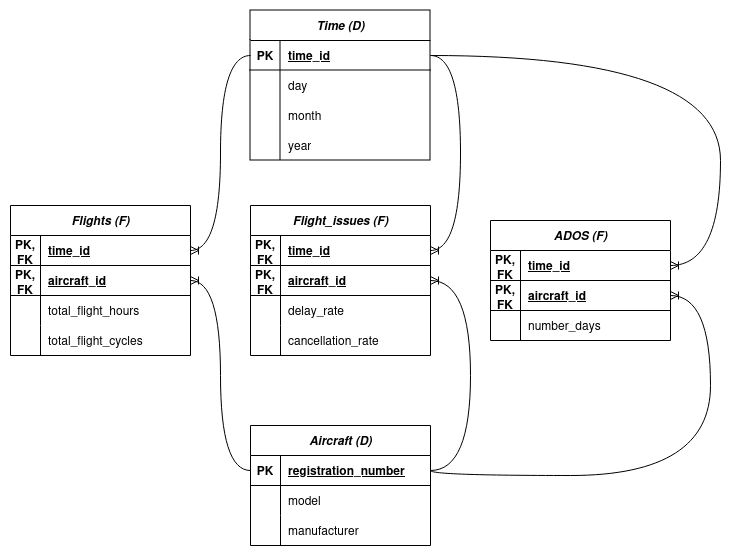 Time (D)
PK time_id
day
month
year
Flights (F)
PK,
FK time_id
PK,
FK aircraft_id
total_flight_hours
total_flight_cycles
Flight_issues (F)
PK,
FK time_id
PK,
FK aircraft_id
delay_rate
cancellation_rate
ADOS (F)
PK,
FK time_id
PK,
FK aircraft_id
number_days
Aircraft (D)
PK registration_number
model
manufacturer